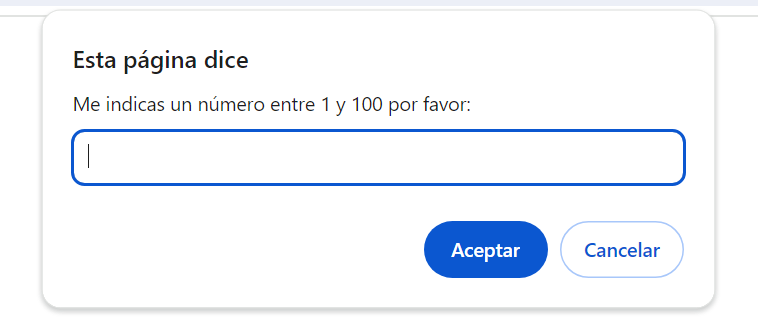 Esta página dice
Me indicas un número entre 1 y 100 por favor:
Aceptar
Cancelar